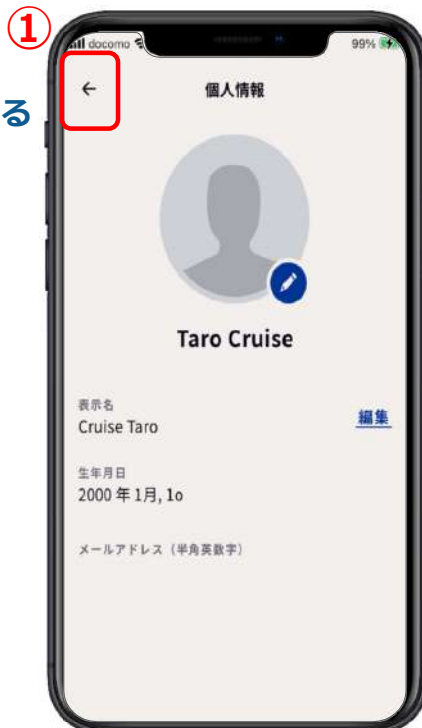 ①
docomo
99%
る
←
個人情報
Taro Cruise
表示名
Cruise Taro
編集
生年月日
2000 年 1月, 1o
メールアドレス（半角英数字）